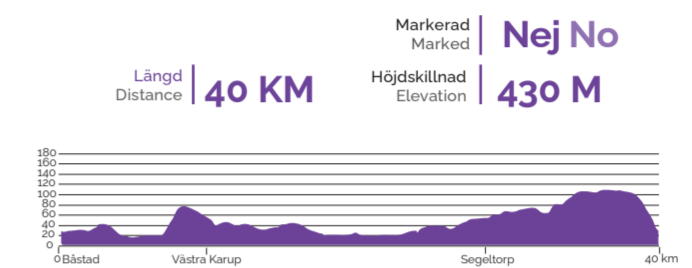 Markerad
Marked
Nej No
Längd
Distance
40 KM
Höjdskillnad
Elevation
430 M
180
160
140
120
100
80
60
40
20
0
0 Båstad Västra Karup Segeltorp 40 km